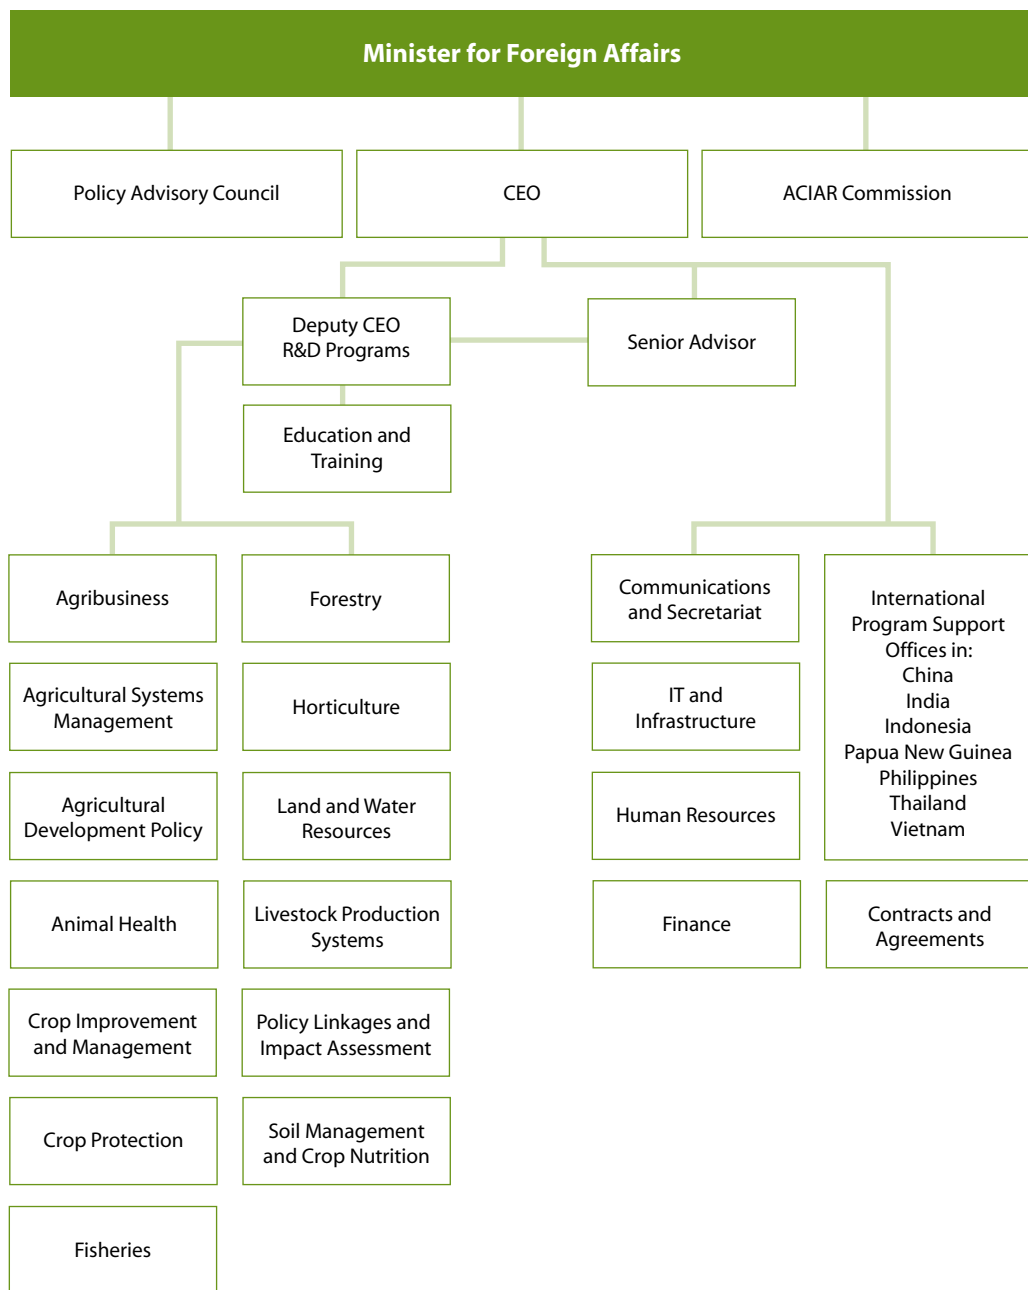 Minister for Foreign Affairs
Policy Advisory Council
CEO
ACIAR Commission
Deputy CEO
R&D Programs
Senior Advisor
Education and
Training
Agribusiness
Agricultural Systems
Management
Agricultural
Development Policy
Animal Health
Crop Improvement
and Management
Crop Protection
Fisheries
Forestry
Horticulture
Land and Water
Resources
Livestock Production
Systems
Policy Linkages and
Impact Assessment
Soil Management
and Crop Nutrition
Communications
and Secretariat
IT and
Infrastructure
Human Resources
Finance
International
Program Support
Offices in:
China
India
Indonesia
Papua New Guinea
Philippines
Thailand
Vietnam
Contracts and
Agreements